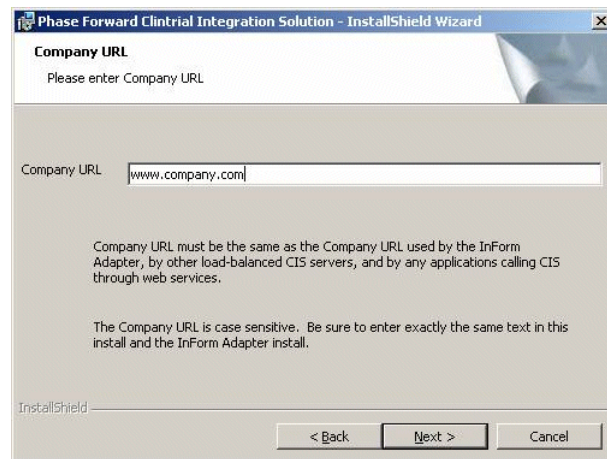 Phase Forward Clintrial Integration Solution - InstallShield Wizard
Company URL
Please enter Company URL
Company URL www.company.com
Company URL must be the same as the Company URL used by the InForm
Adapter, by other load-balanced CIS servers, and by any applications calling CIS
through web services.
The Company URL is case sensitive. Be sure to enter exactly the same text in this
install and the InForm Adapter install.
InstallShield
< Back Next > Cancel